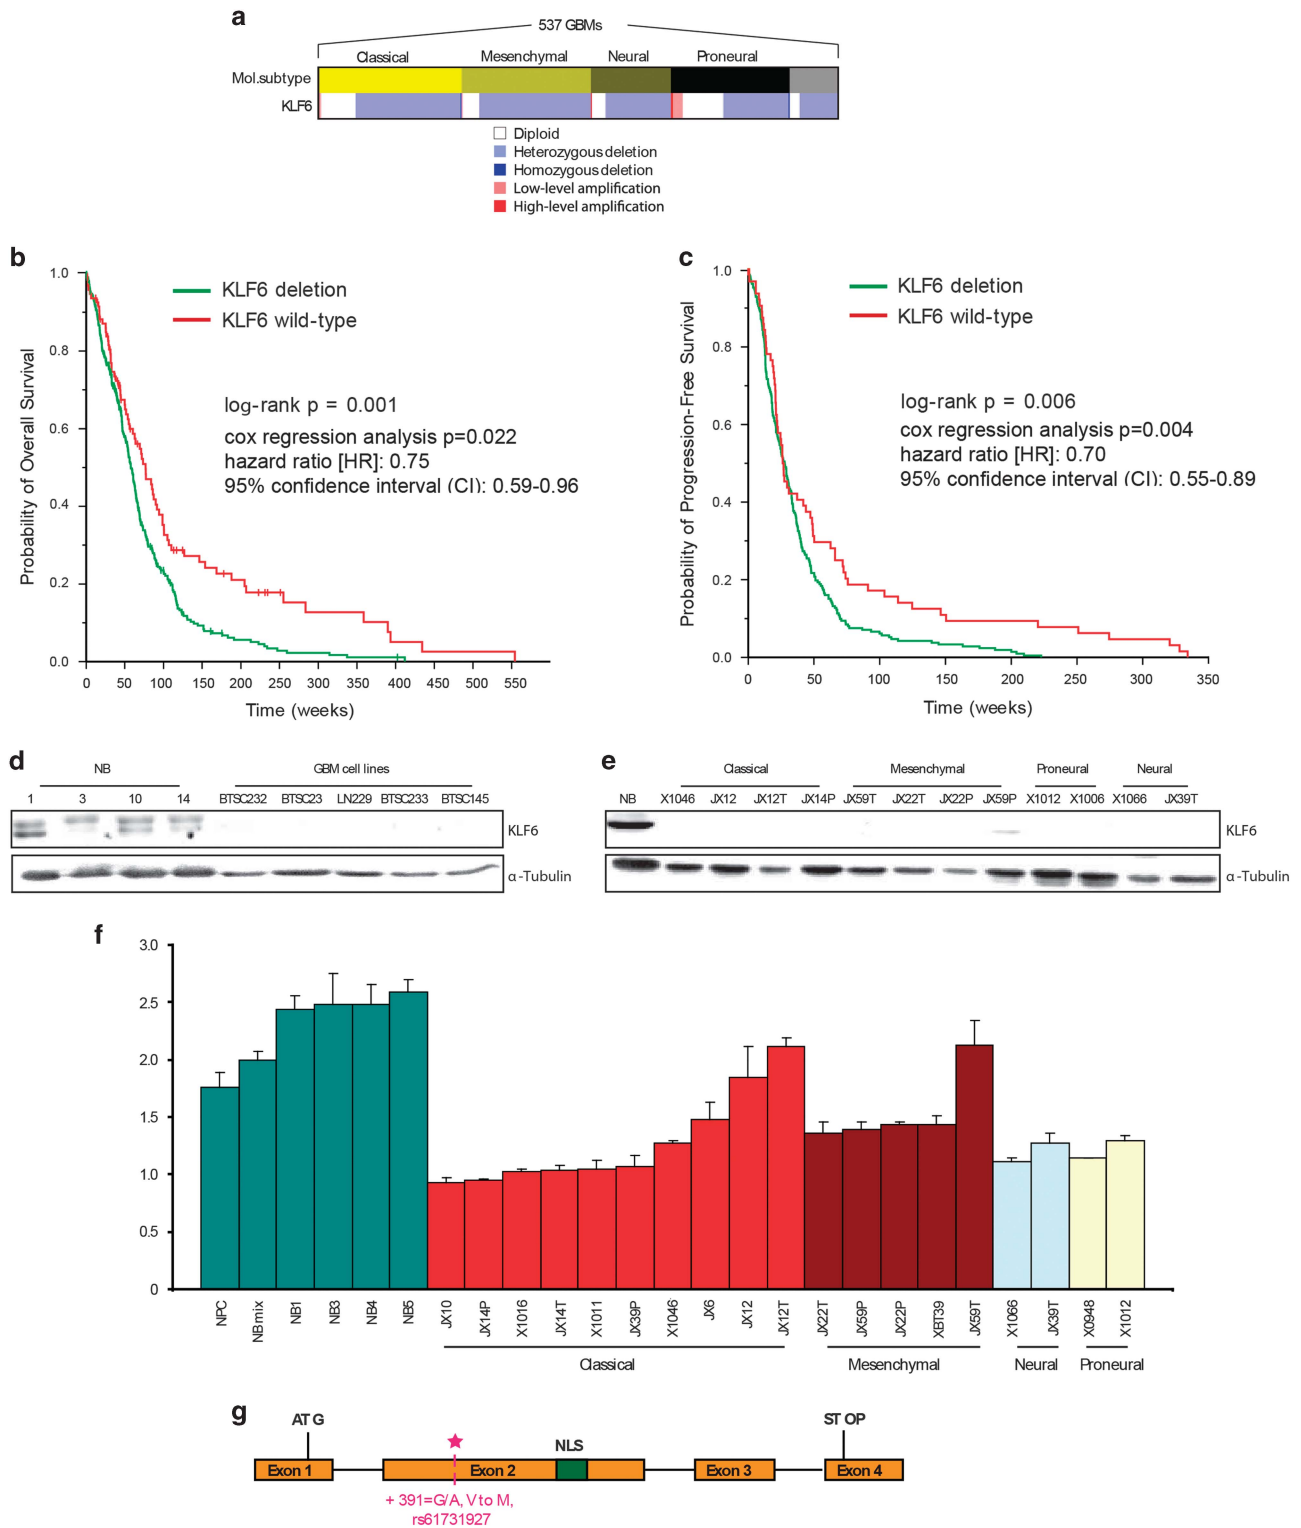 a
537 GBMs
Classical Mesenchymal Neural Proneural
Mol.subtype
KLF6
Diploid
Heterozygous deletion
Homozygous deletion
Low-level amplification
High-level amplification
b
KLF6 deletion
KLF6 wild-type
log-rank p = 0.001
cox regression analysis p=0.022
hazard ratio [HR]: 0.75
95% confidence interval (CI): 0.59-0.96
Probability of Overall Survival
1.0
0.8
0.6
0.4
0.2
0.0
0 50 100 150 200 250 300 350 400 450 500 550
Time (weeks)
c
KLF6 deletion
KLF6 wild-type
log-rank p = 0.006
cox regression analysis p=0.004
hazard ratio [HR]: 0.70
95% confidence interval (CI): 0.55-0.89
Probability of Progression-Free Survival
1.0
0.8
0.6
0.4
0.2
0.0
0 50 100 150 200 250 300 350
Time (weeks)
d
NB GBM cell lines
1 3 10 14 BTSC232 BTSC23 LN229 BTSC233 BTSC145
KLF6
α-Tubulin
e
Classical Mesenchymal Proneural Neural
NB X1046 JX12 JX12T JX14P JX59T JX22T JX22P JX59P X1012 X1006 X1066 JX39T
KLF6
α-Tubulin
f
3.0
2.5
2.0
1.5
1.0
0.5
0
NPC NBmix NB1 NB3 NB4 NB5 JX10 JX14P X1016 JX14T X1011 JX39P X1046 JX6 JX12 JX12T JX22T JX59P JX22P XBT39 JX59T X1066 JX39T X0948 X1012
Classical Mesenchymal Neural Proneural
g
ATG STOP
NLS
Exon 1 Exon 2 Exon 3 Exon 4
+ 391=G/A, V to M,
rs61731927